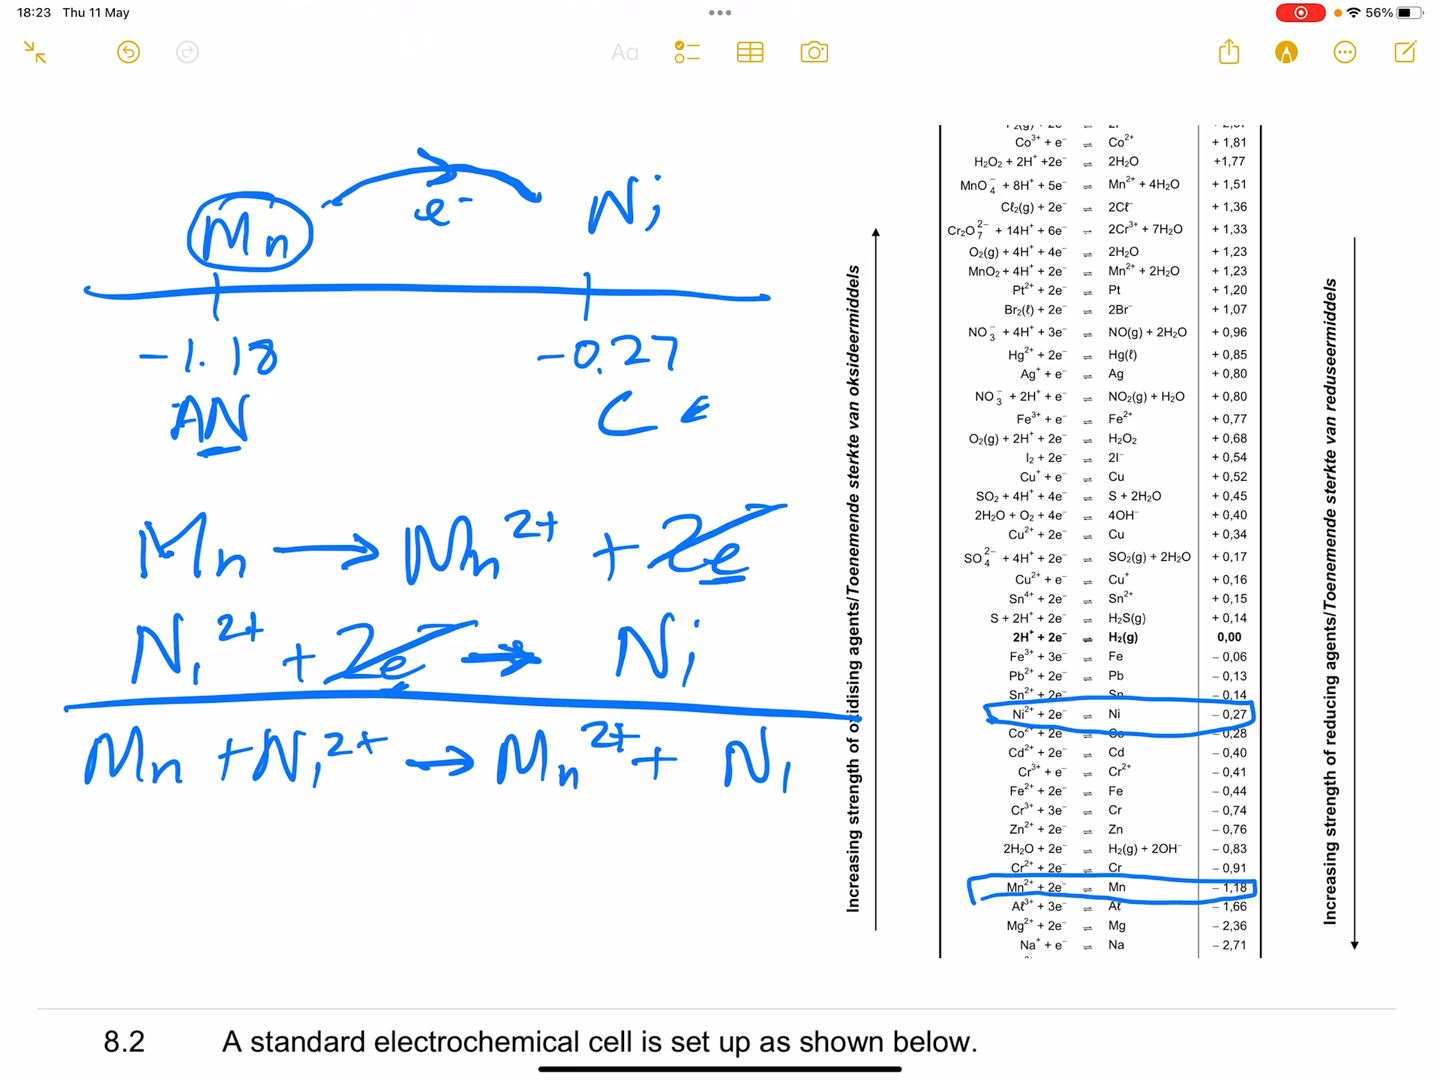 18:23 Thu 11 May
56%
Aa
Mn
e⁻
Ni
-1.18
-0.27
AN
C
Mn → Mn²⁺ + 2e
Ni²⁺ + 2e → Ni
Mn + Ni²⁺ → Mn²⁺ + Ni
Increasing strength of oxidising agents/Toenemende sterkte van oksideermiddels
Co³⁺ + e⁻ ⇌ Co²⁺ + 1,81
H₂O₂ + 2H⁺ +2e⁻ ⇌ 2H₂O +1,77
MnO₄⁻ + 8H⁺ + 5e⁻ ⇌ Mn²⁺ + 4H₂O + 1,51
Cℓ₂(g) + 2e⁻ ⇌ 2Cℓ⁻ + 1,36
Cr₂O₇²⁻ + 14H⁺ + 6e⁻ ⇌ 2Cr³⁺ + 7H₂O + 1,33
O₂(g) + 4H⁺ + 4e⁻ ⇌ 2H₂O + 1,23
MnO₂ + 4H⁺ + 2e⁻ ⇌ Mn²⁺ + 2H₂O + 1,23
Pt²⁺ + 2e⁻ ⇌ Pt + 1,20
Br₂(ℓ) + 2e⁻ ⇌ 2Br⁻ + 1,07
NO₃⁻ + 4H⁺ + 3e⁻ ⇌ NO(g) + 2H₂O + 0,96
Hg²⁺ + 2e⁻ ⇌ Hg(ℓ) + 0,85
Ag⁺ + e⁻ ⇌ Ag + 0,80
NO₃⁻ + 2H⁺ + e⁻ ⇌ NO₂(g) + H₂O + 0,80
Fe³⁺ + e⁻ ⇌ Fe²⁺ + 0,77
O₂(g) + 2H⁺ + 2e⁻ ⇌ H₂O₂ + 0,68
I₂ + 2e⁻ ⇌ 2I⁻ + 0,54
Cu⁺ + e⁻ ⇌ Cu + 0,52
SO₂ + 4H⁺ + 4e⁻ ⇌ S + 2H₂O + 0,45
2H₂O + O₂ + 4e⁻ ⇌ 4OH⁻ + 0,40
Cu²⁺ + 2e⁻ ⇌ Cu + 0,34
SO₄²⁻ + 4H⁺ + 2e⁻ ⇌ SO₂(g) + 2H₂O + 0,17
Cu²⁺ + e⁻ ⇌ Cu⁺ + 0,16
Sn⁴⁺ + 2e⁻ ⇌ Sn²⁺ + 0,15
S + 2H⁺ + 2e⁻ ⇌ H₂S(g) + 0,14
2H⁺ + 2e⁻ ⇌ H₂(g) 0,00
Fe³⁺ + 3e⁻ ⇌ Fe – 0,06
Pb²⁺ + 2e⁻ ⇌ Pb – 0,13
Sn²⁺ + 2e⁻ ⇌ Sn – 0,14
Ni²⁺ + 2e⁻ ⇌ Ni – 0,27
Co²⁺ + 2e⁻ ⇌ Co – 0,28
Cd²⁺ + 2e⁻ ⇌ Cd – 0,40
Cr³⁺ + e⁻ ⇌ Cr²⁺ – 0,41
Fe²⁺ + 2e⁻ ⇌ Fe – 0,44
Cr³⁺ + 3e⁻ ⇌ Cr – 0,74
Zn²⁺ + 2e⁻ ⇌ Zn – 0,76
2H₂O + 2e⁻ ⇌ H₂(g) + 2OH⁻ – 0,83
Cr²⁺ + 2e⁻ ⇌ Cr – 0,91
Mn²⁺ + 2e⁻ ⇌ Mn – 1,18
Aℓ³⁺ + 3e⁻ ⇌ Aℓ – 1,66
Mg²⁺ + 2e⁻ ⇌ Mg – 2,36
Na⁺ + e⁻ ⇌ Na – 2,71
Increasing strength of reducing agents/Toenemende sterkte van reduseermiddels
8.2 A standard electrochemical cell is set up as shown below.